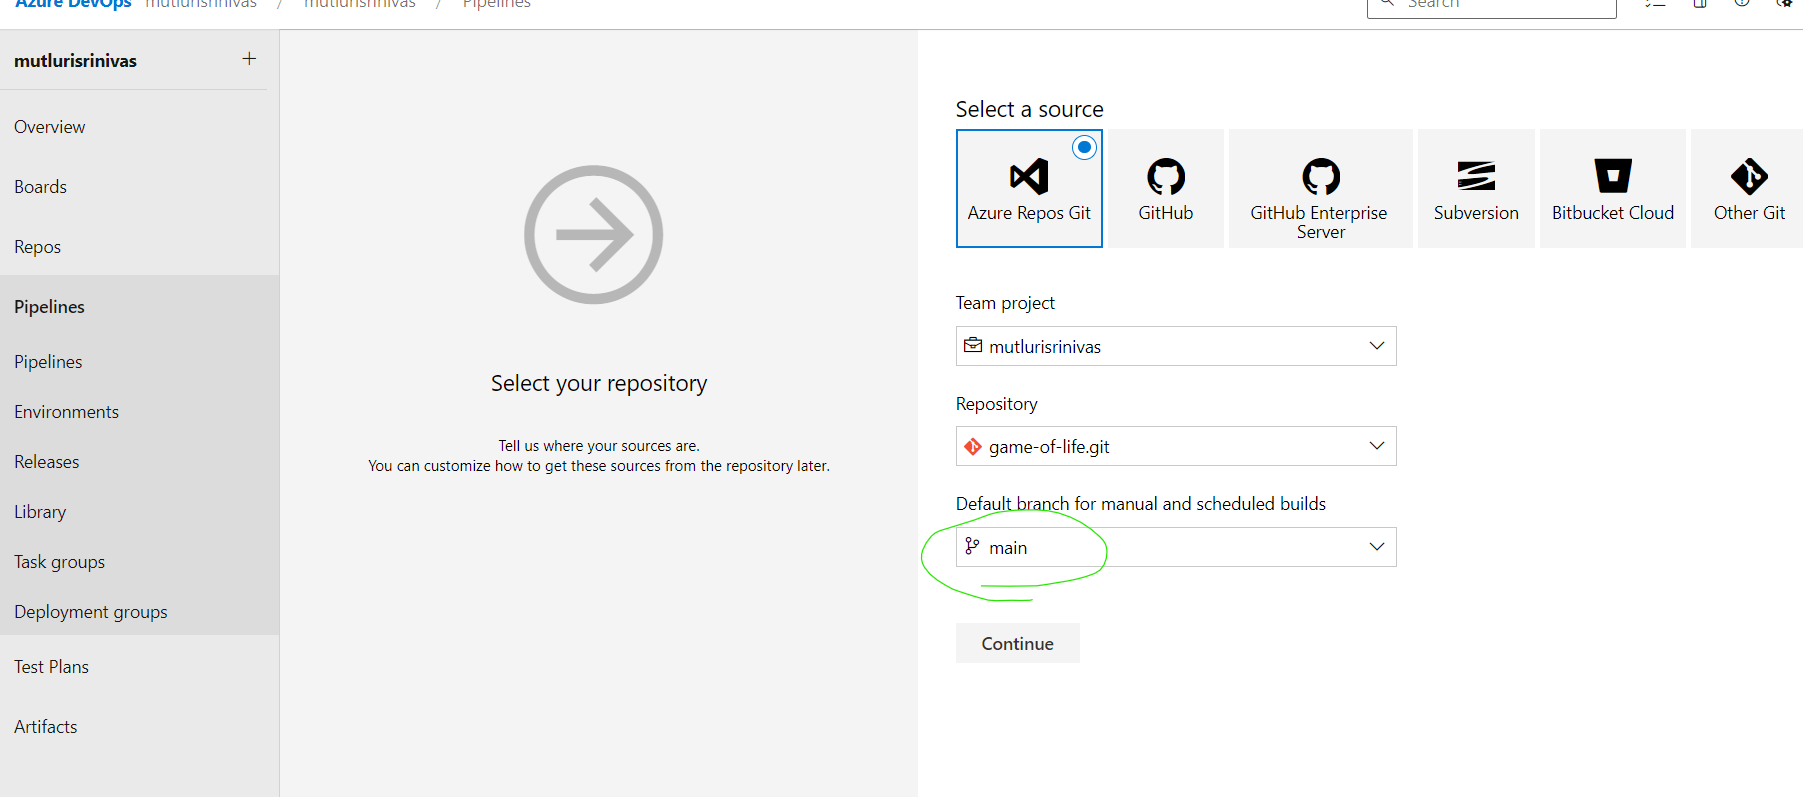 Azure DevOps mutlurisrinivas / mutlurisrinivas / Pipelines
Search
mutlurisrinivas +
Overview
Boards
Repos
Pipelines
Pipelines
Environments
Releases
Library
Task groups
Deployment groups
Test Plans
Artifacts
Select your repository
Tell us where your sources are.
You can customize how to get these sources from the repository later.
Select a source
Azure Repos Git
GitHub
GitHub Enterprise
Server
Subversion
Bitbucket Cloud
Other Git
Team project
mutlurisrinivas
Repository
game-of-life.git
Default branch for manual and scheduled builds
main
Continue